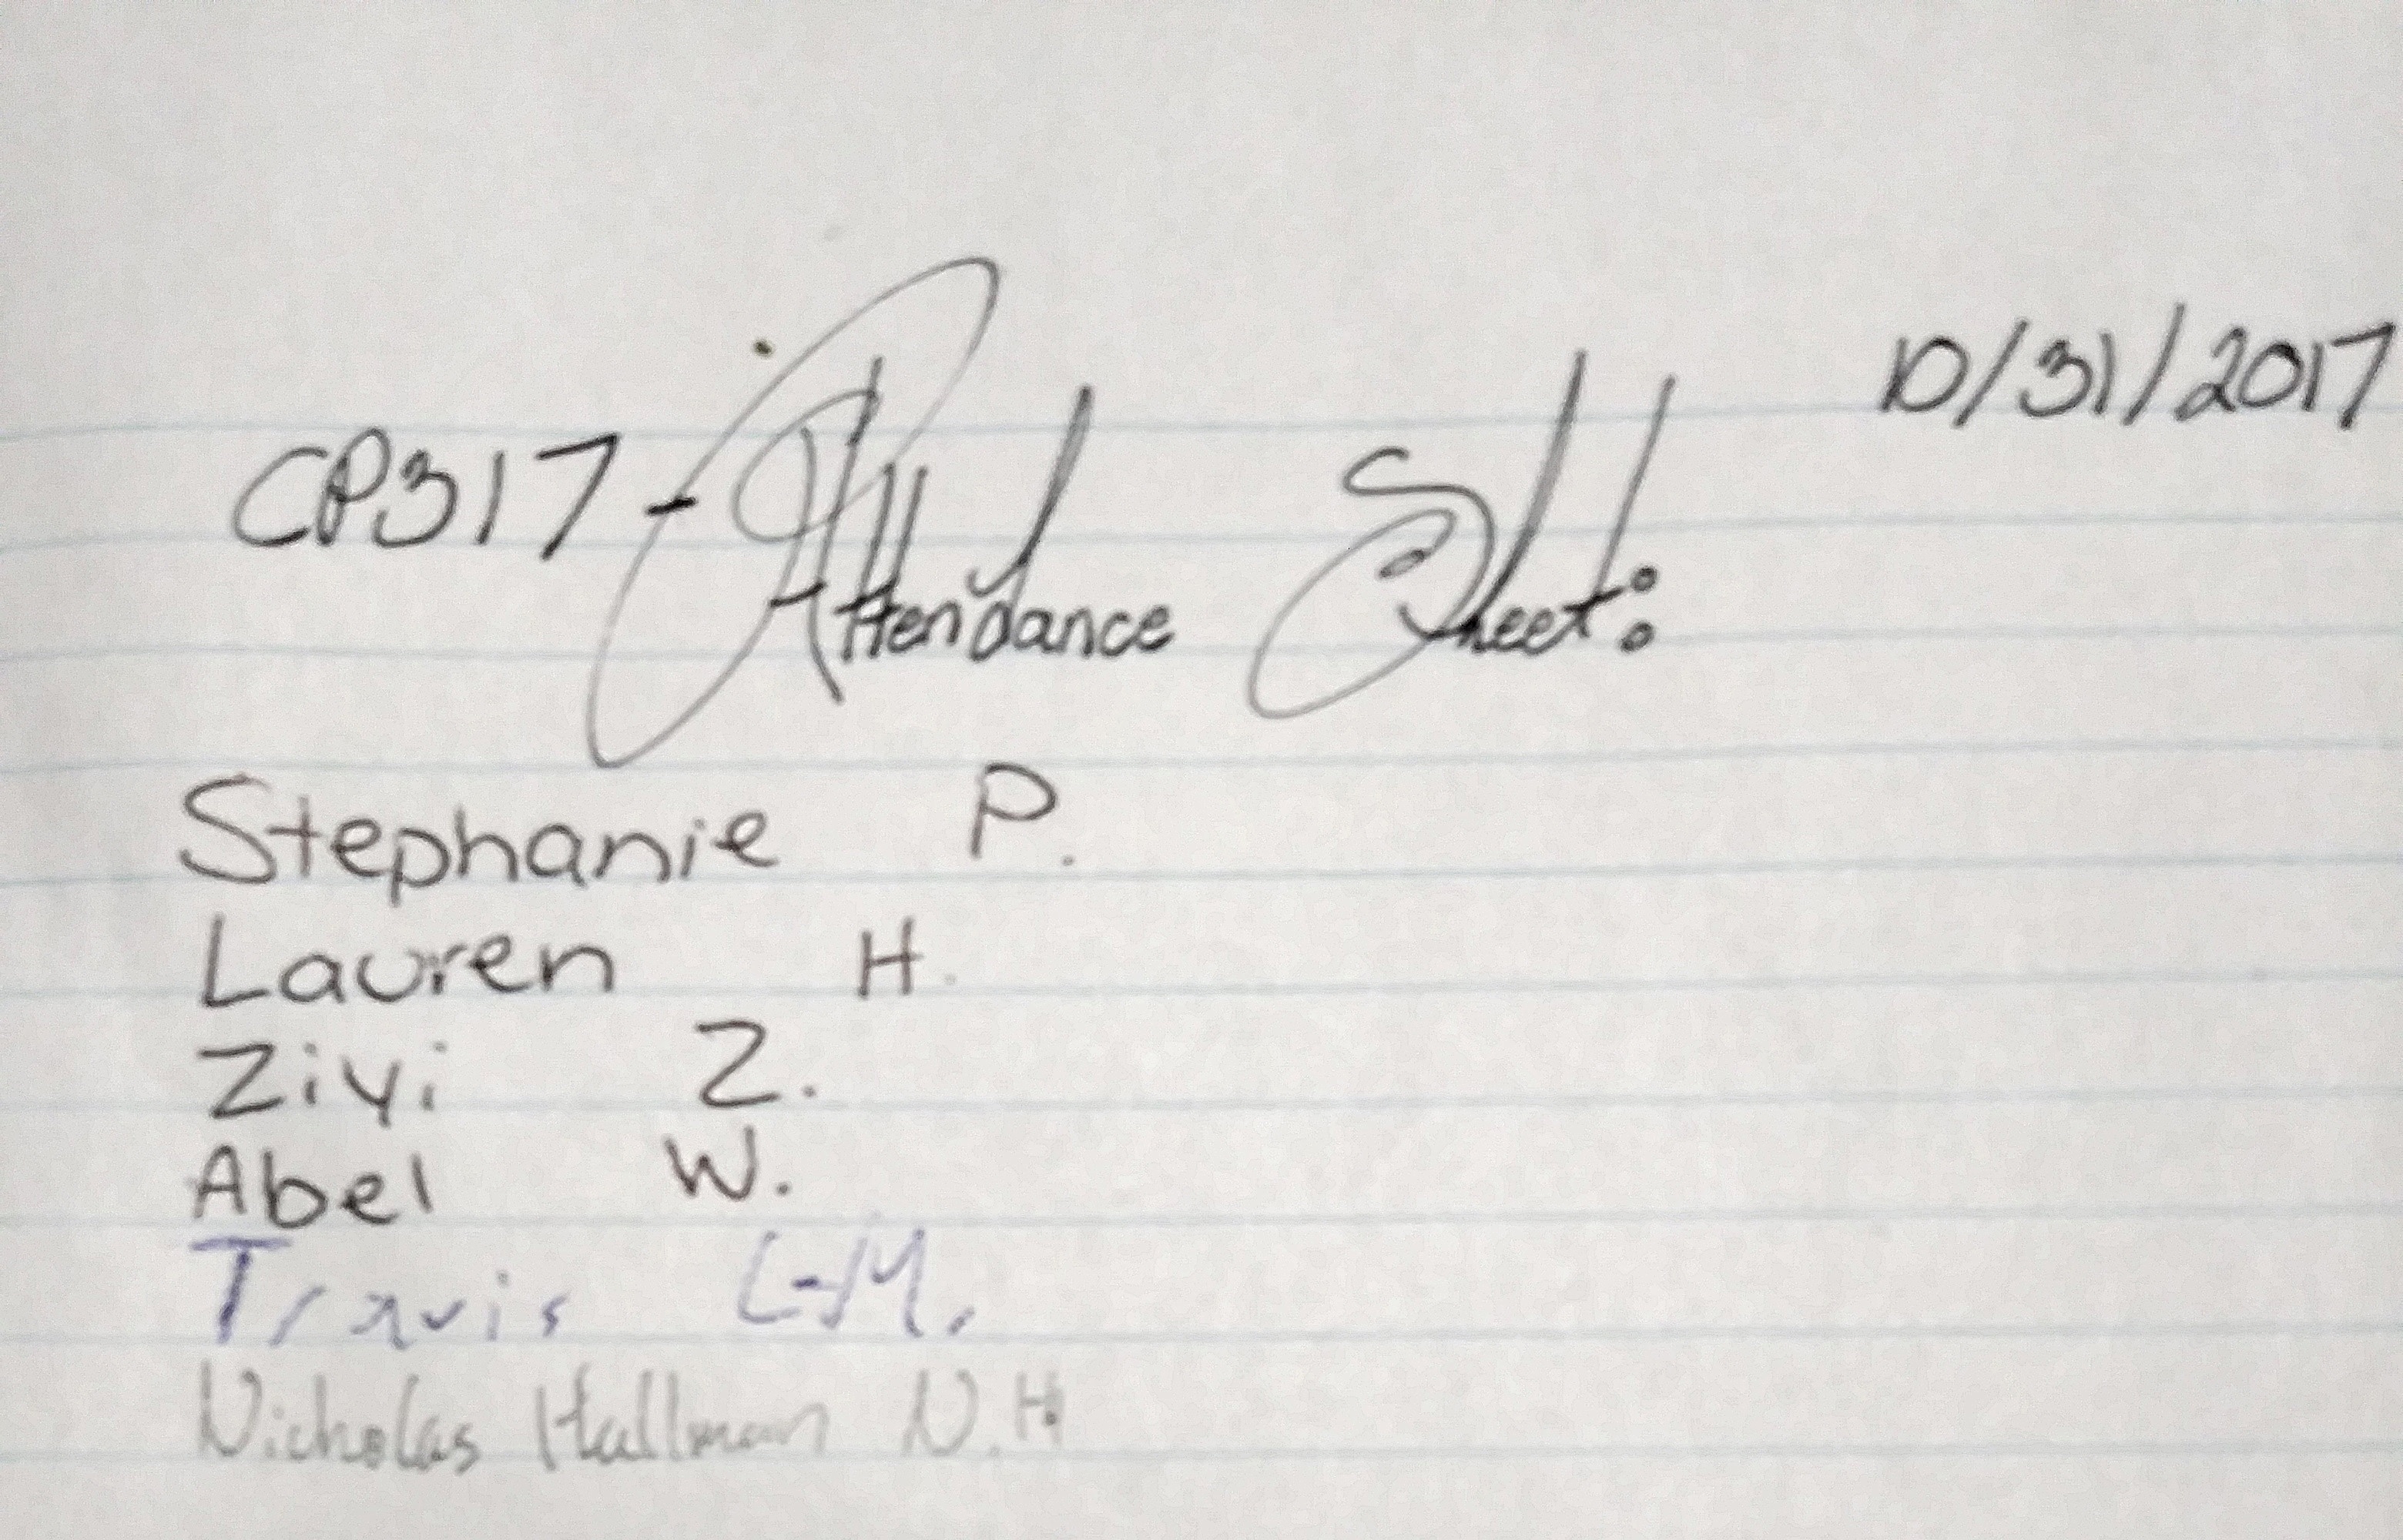 10/31/2017
CP317 - Attendance Sheet:
Stephanie P.
Lauren H.
Ziyi Z.
Abel W.
Travis L-M.
Nicholas Hallman N.H.